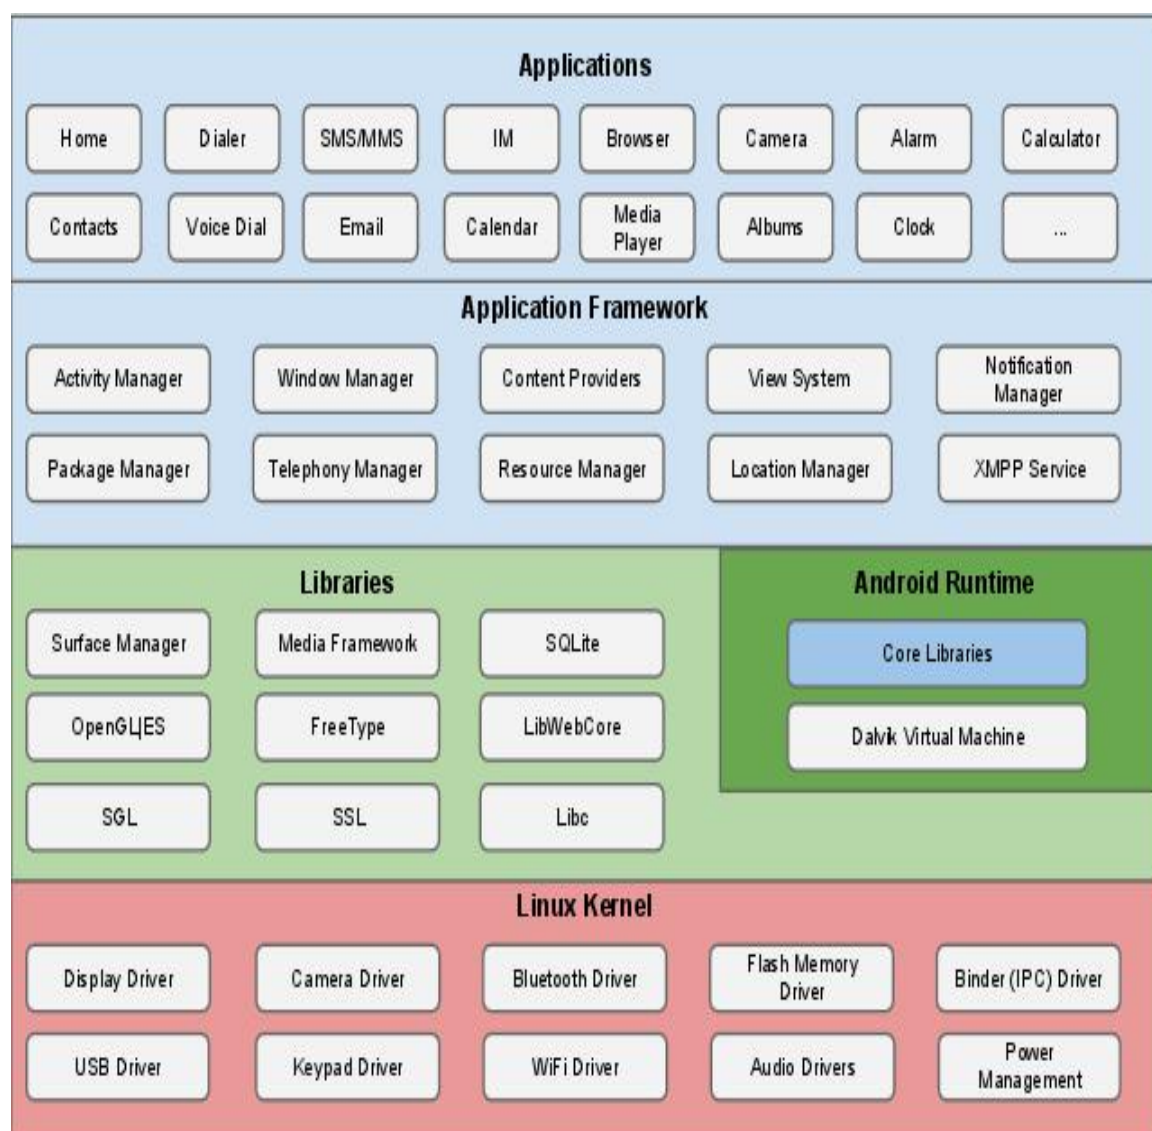 Applications
Home
Dialer
SMS/MMS
IM
Browser
Camera
Alarm
Calculator
Contacts
Voice Dial
Email
Calendar
Media
Player
Albums
Clock
...
Application Framework
Activity Manager
Window Manager
Content Providers
View System
Notification
Manager
Package Manager
Telephony Manager
Resource Manager
Location Manager
XMPP Service
Libraries
Surface Manager
Media Framework
SQLite
OpenGL|ES
FreeType
LibWebCore
SGL
SSL
Libc
Android Runtime
Core Libraries
Dalvik Virtual Machine
Linux Kernel
Display Driver
Camera Driver
Bluetooth Driver
Flash Memory
Driver
Binder (IPC) Driver
USB Driver
Keypad Driver
WiFi Driver
Audio Drivers
Power
Management